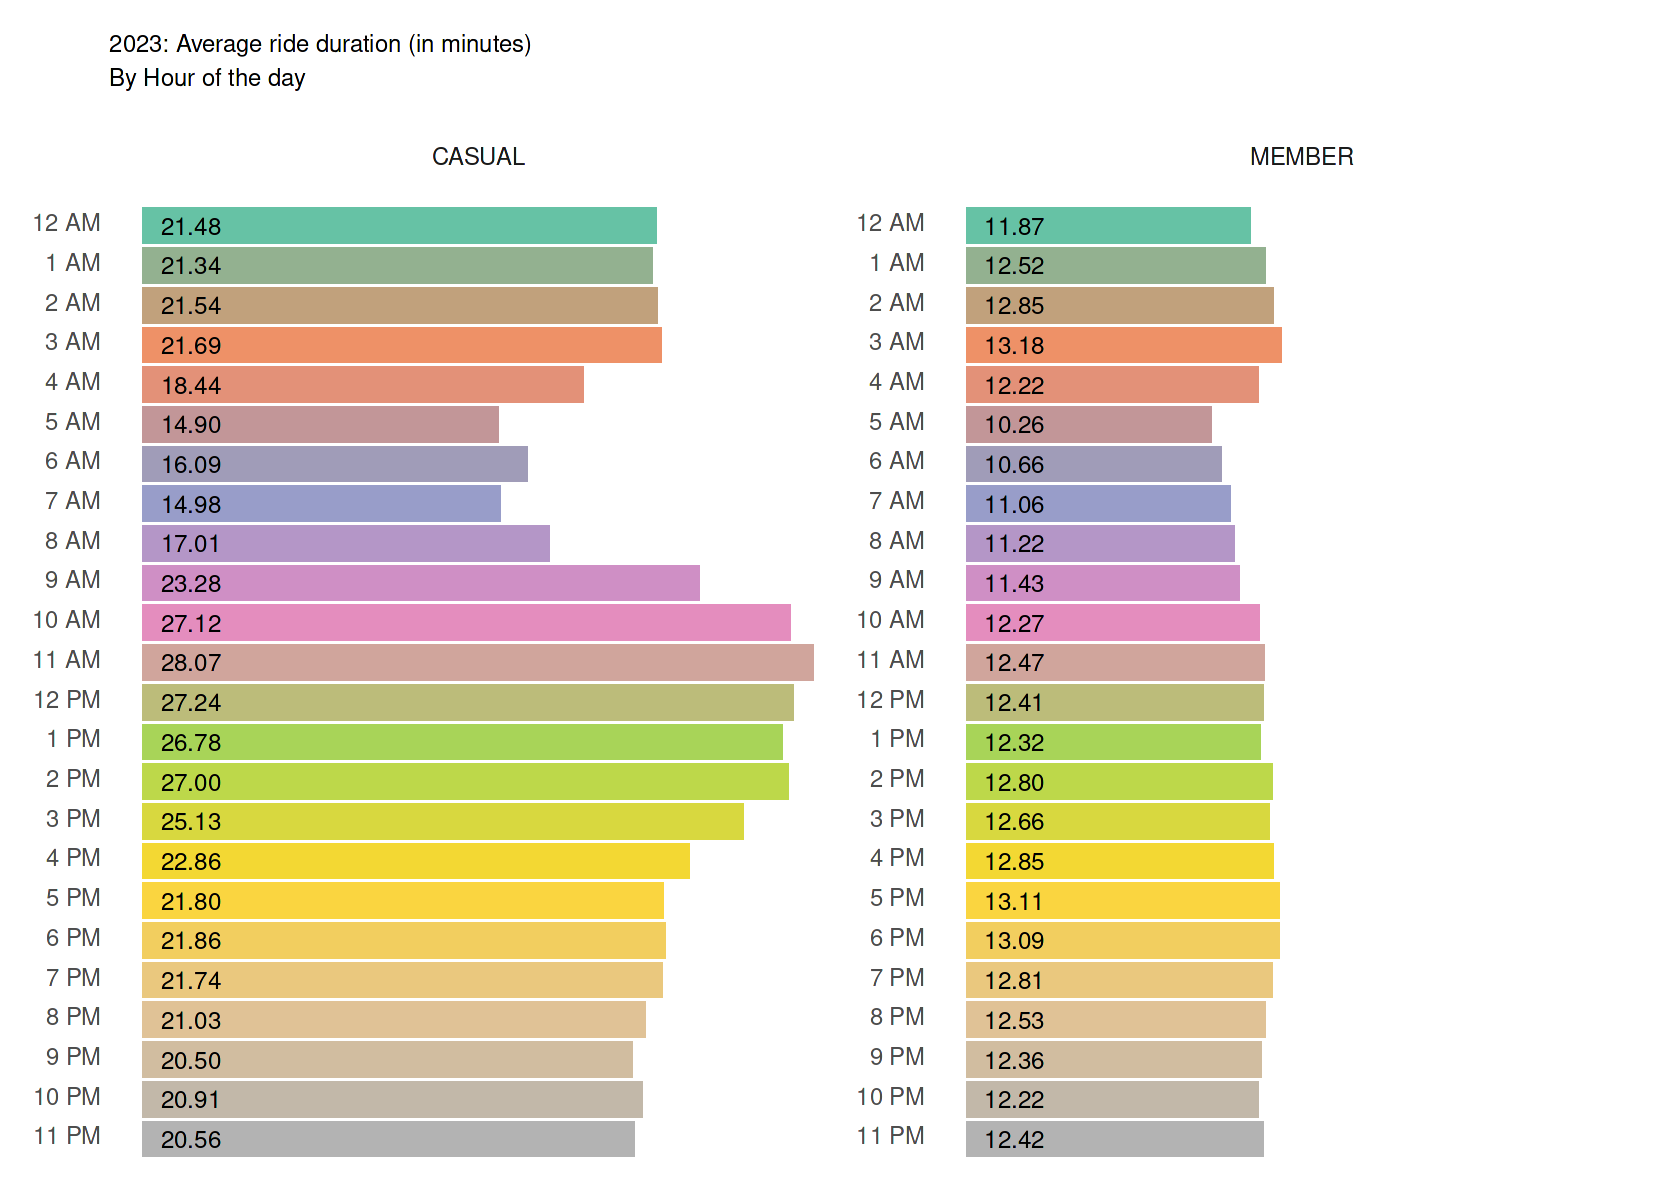 2023: Average ride duration (in minutes)
By Hour of the day
CASUAL
12 AM 21.48
1 AM 21.34
2 AM 21.54
3 AM 21.69
4 AM 18.44
5 AM 14.90
6 AM 16.09
7 AM 14.98
8 AM 17.01
9 AM 23.28
10 AM 27.12
11 AM 28.07
12 PM 27.24
1 PM 26.78
2 PM 27.00
3 PM 25.13
4 PM 22.86
5 PM 21.80
6 PM 21.86
7 PM 21.74
8 PM 21.03
9 PM 20.50
10 PM 20.91
11 PM 20.56
MEMBER
12 AM 11.87
1 AM 12.52
2 AM 12.85
3 AM 13.18
4 AM 12.22
5 AM 10.26
6 AM 10.66
7 AM 11.06
8 AM 11.22
9 AM 11.43
10 AM 12.27
11 AM 12.47
12 PM 12.41
1 PM 12.32
2 PM 12.80
3 PM 12.66
4 PM 12.85
5 PM 13.11
6 PM 13.09
7 PM 12.81
8 PM 12.53
9 PM 12.36
10 PM 12.22
11 PM 12.42